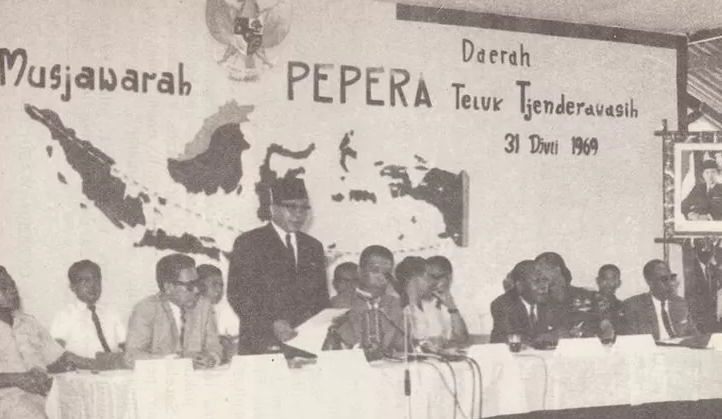 Musjawarah PEPERA
Daerah
Teluk Tjenderawasih
31 Djuli 1969